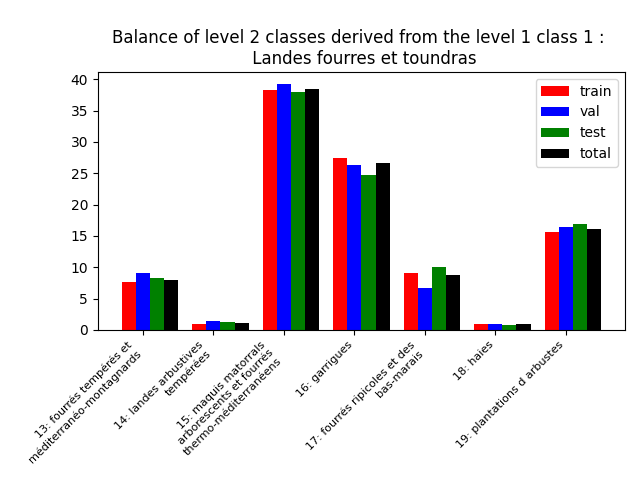 Balance of level 2 classes derived from the level 1 class 1 :
Landes fourres et toundras
40
35
30
25
20
15
10
5
0
train
val
test
total
13: fourrés tempérés et
méditerranéo-montagnards
14: landes arbustives
tempérées
15: maquis matorrals
arborescents et fourrés
thermo-méditerranéens
16: garrigues
17: fourrés ripicoles et des
bas-marais
18: haies
19: plantations d arbustes